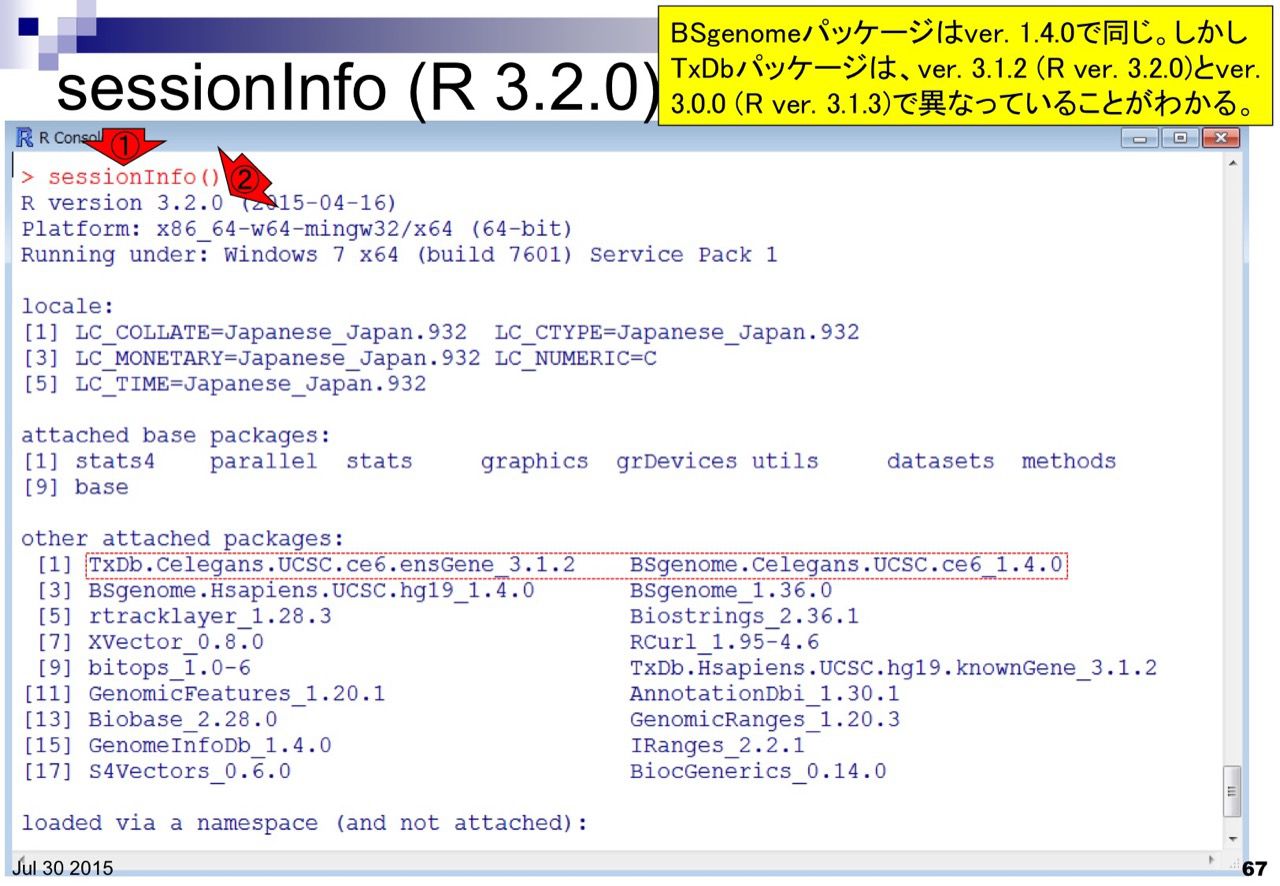 BSgenomeパッケージはver. 1.4.0で同じ。しかし
TxDbパッケージは、ver. 3.1.2 (R ver. 3.2.0)とver.
3.0.0 (R ver. 3.1.3)で異なっていることがわかる。
sessionInfo (R 3.2.0)
R Consol
①
> sessionInfo()
②
R version 3.2.0 (2015-04-16)
Platform: x86_64-w64-mingw32/x64 (64-bit)
Running under: Windows 7 x64 (build 7601) Service Pack 1
locale:
[1] LC_COLLATE=Japanese_Japan.932  LC_CTYPE=Japanese_Japan.932
[3] LC_MONETARY=Japanese_Japan.932 LC_NUMERIC=C
[5] LC_TIME=Japanese_Japan.932
attached base packages:
[1] stats4    parallel  stats     graphics  grDevices utils     datasets  methods
[9] base
other attached packages:
[1] TxDb.Celegans.UCSC.ce6.ensGene_3.1.2    BSgenome.Celegans.UCSC.ce6_1.4.0
[3] BSgenome.Hsapiens.UCSC.hg19_1.4.0       BSgenome_1.36.0
[5] rtracklayer_1.28.3                      Biostrings_2.36.1
[7] XVector_0.8.0                           RCurl_1.95-4.6
[9] bitops_1.0-6                            TxDb.Hsapiens.UCSC.hg19.knownGene_3.1.2
[11] GenomicFeatures_1.20.1                  AnnotationDbi_1.30.1
[13] Biobase_2.28.0                          GenomicRanges_1.20.3
[15] GenomeInfoDb_1.4.0                      IRanges_2.2.1
[17] S4Vectors_0.6.0                         BiocGenerics_0.14.0
loaded via a namespace (and not attached):
Jul 30 2015
67